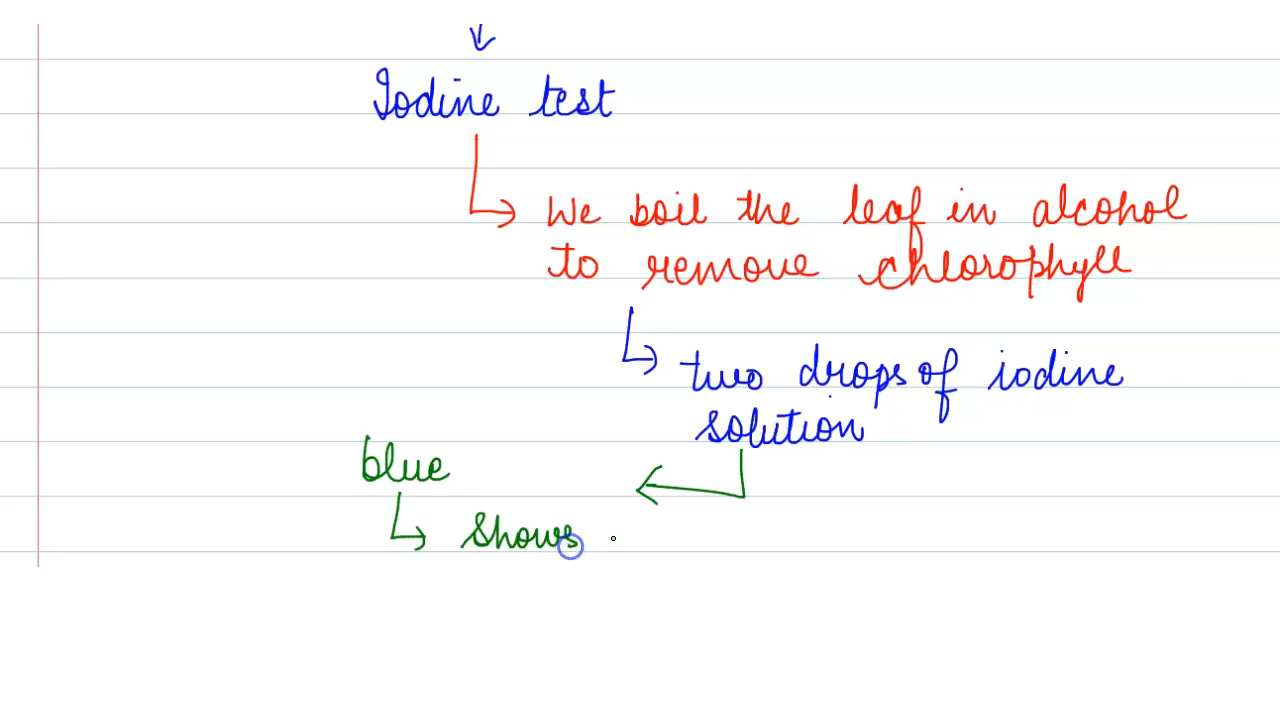 Iodine test
We boil the leaf in alcohol
to remove chlorophyll
two drops of iodine
solution
blue
Shows